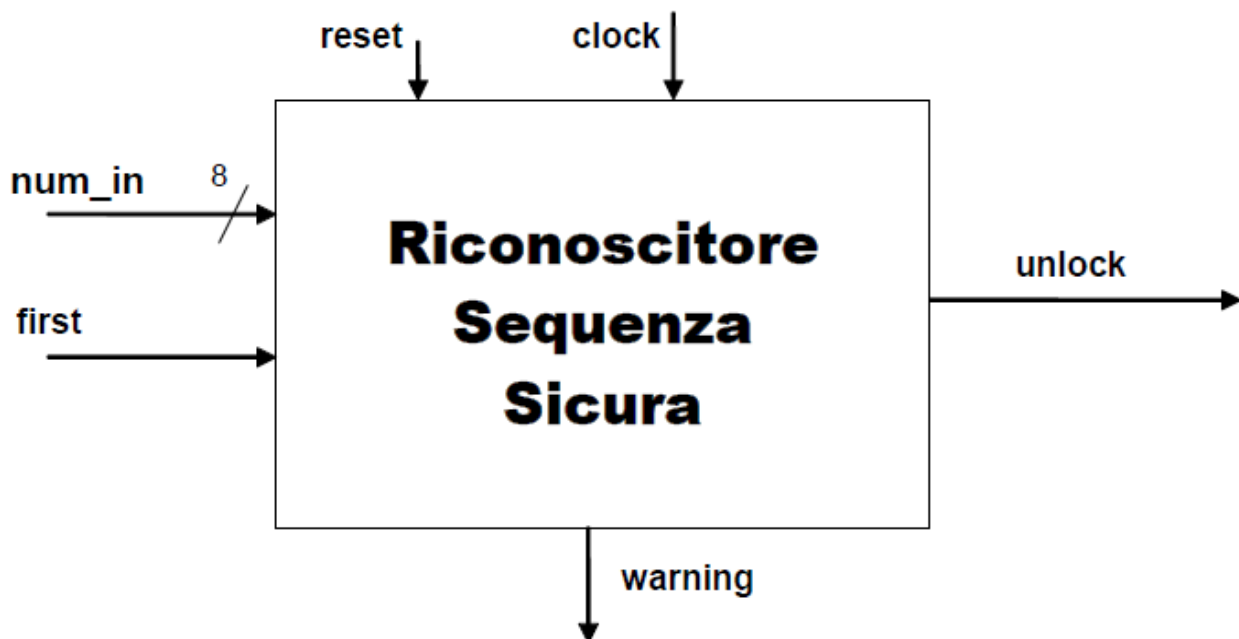 reset
clock
num_in
8
Riconoscitore
Sequenza
Sicura
first
unlock
warning